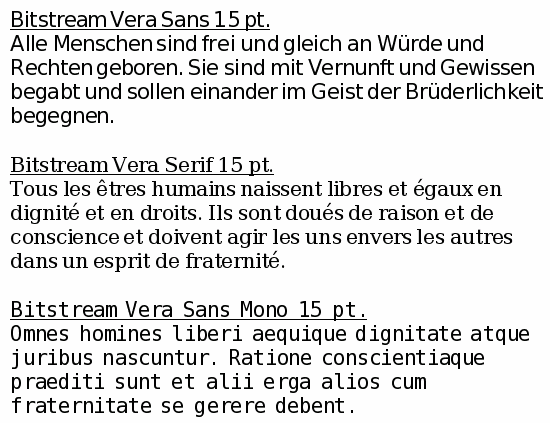 Bitstream Vera Sans 15 pt.
Alle Menschen sind frei und gleich an Würde und
Rechten geboren. Sie sind mit Vernunft und Gewissen
begabt und sollen einander im Geist der Brüderlichkeit
begegnen.
Bitstream Vera Serif 15 pt.
Tous les êtres humains naissent libres et égaux en
dignité et en droits. Ils sont doués de raison et de
conscience et doivent agir les uns envers les autres
dans un esprit de fraternité.
Bitstream Vera Sans Mono 15 pt.
Omnes homines liberi aequique dignitate atque
juribus nascuntur. Ratione conscientiaque
praediti sunt et alii erga alios cum
fraternitate se gerere debent.